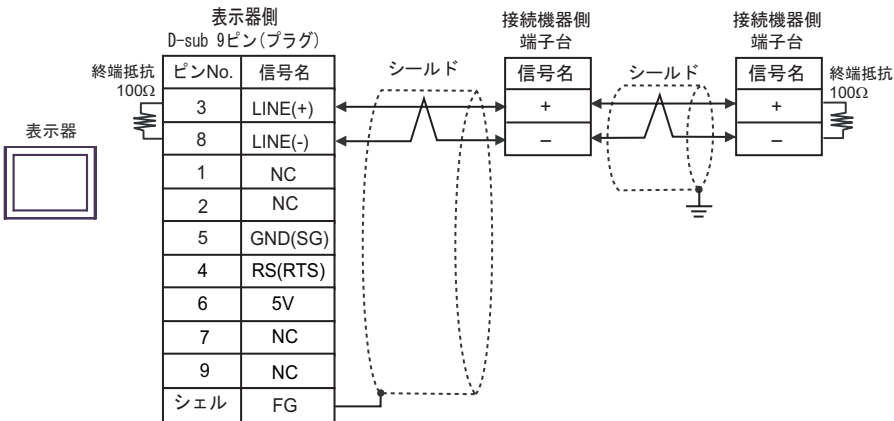 表示器側
D-sub 9ピン(プラグ)
接続機器側
端子台
接続機器側
端子台
終端抵抗
100Ω
ピンNo. 信号名
シールド
信号名
シールド
信号名
終端抵抗
100Ω
表示器
3 LINE(+)
+
+
8 LINE(-)
–
–
1 NC
2 NC
5 GND(SG)
4 RS(RTS)
6 5V
7 NC
9 NC
シェル FG